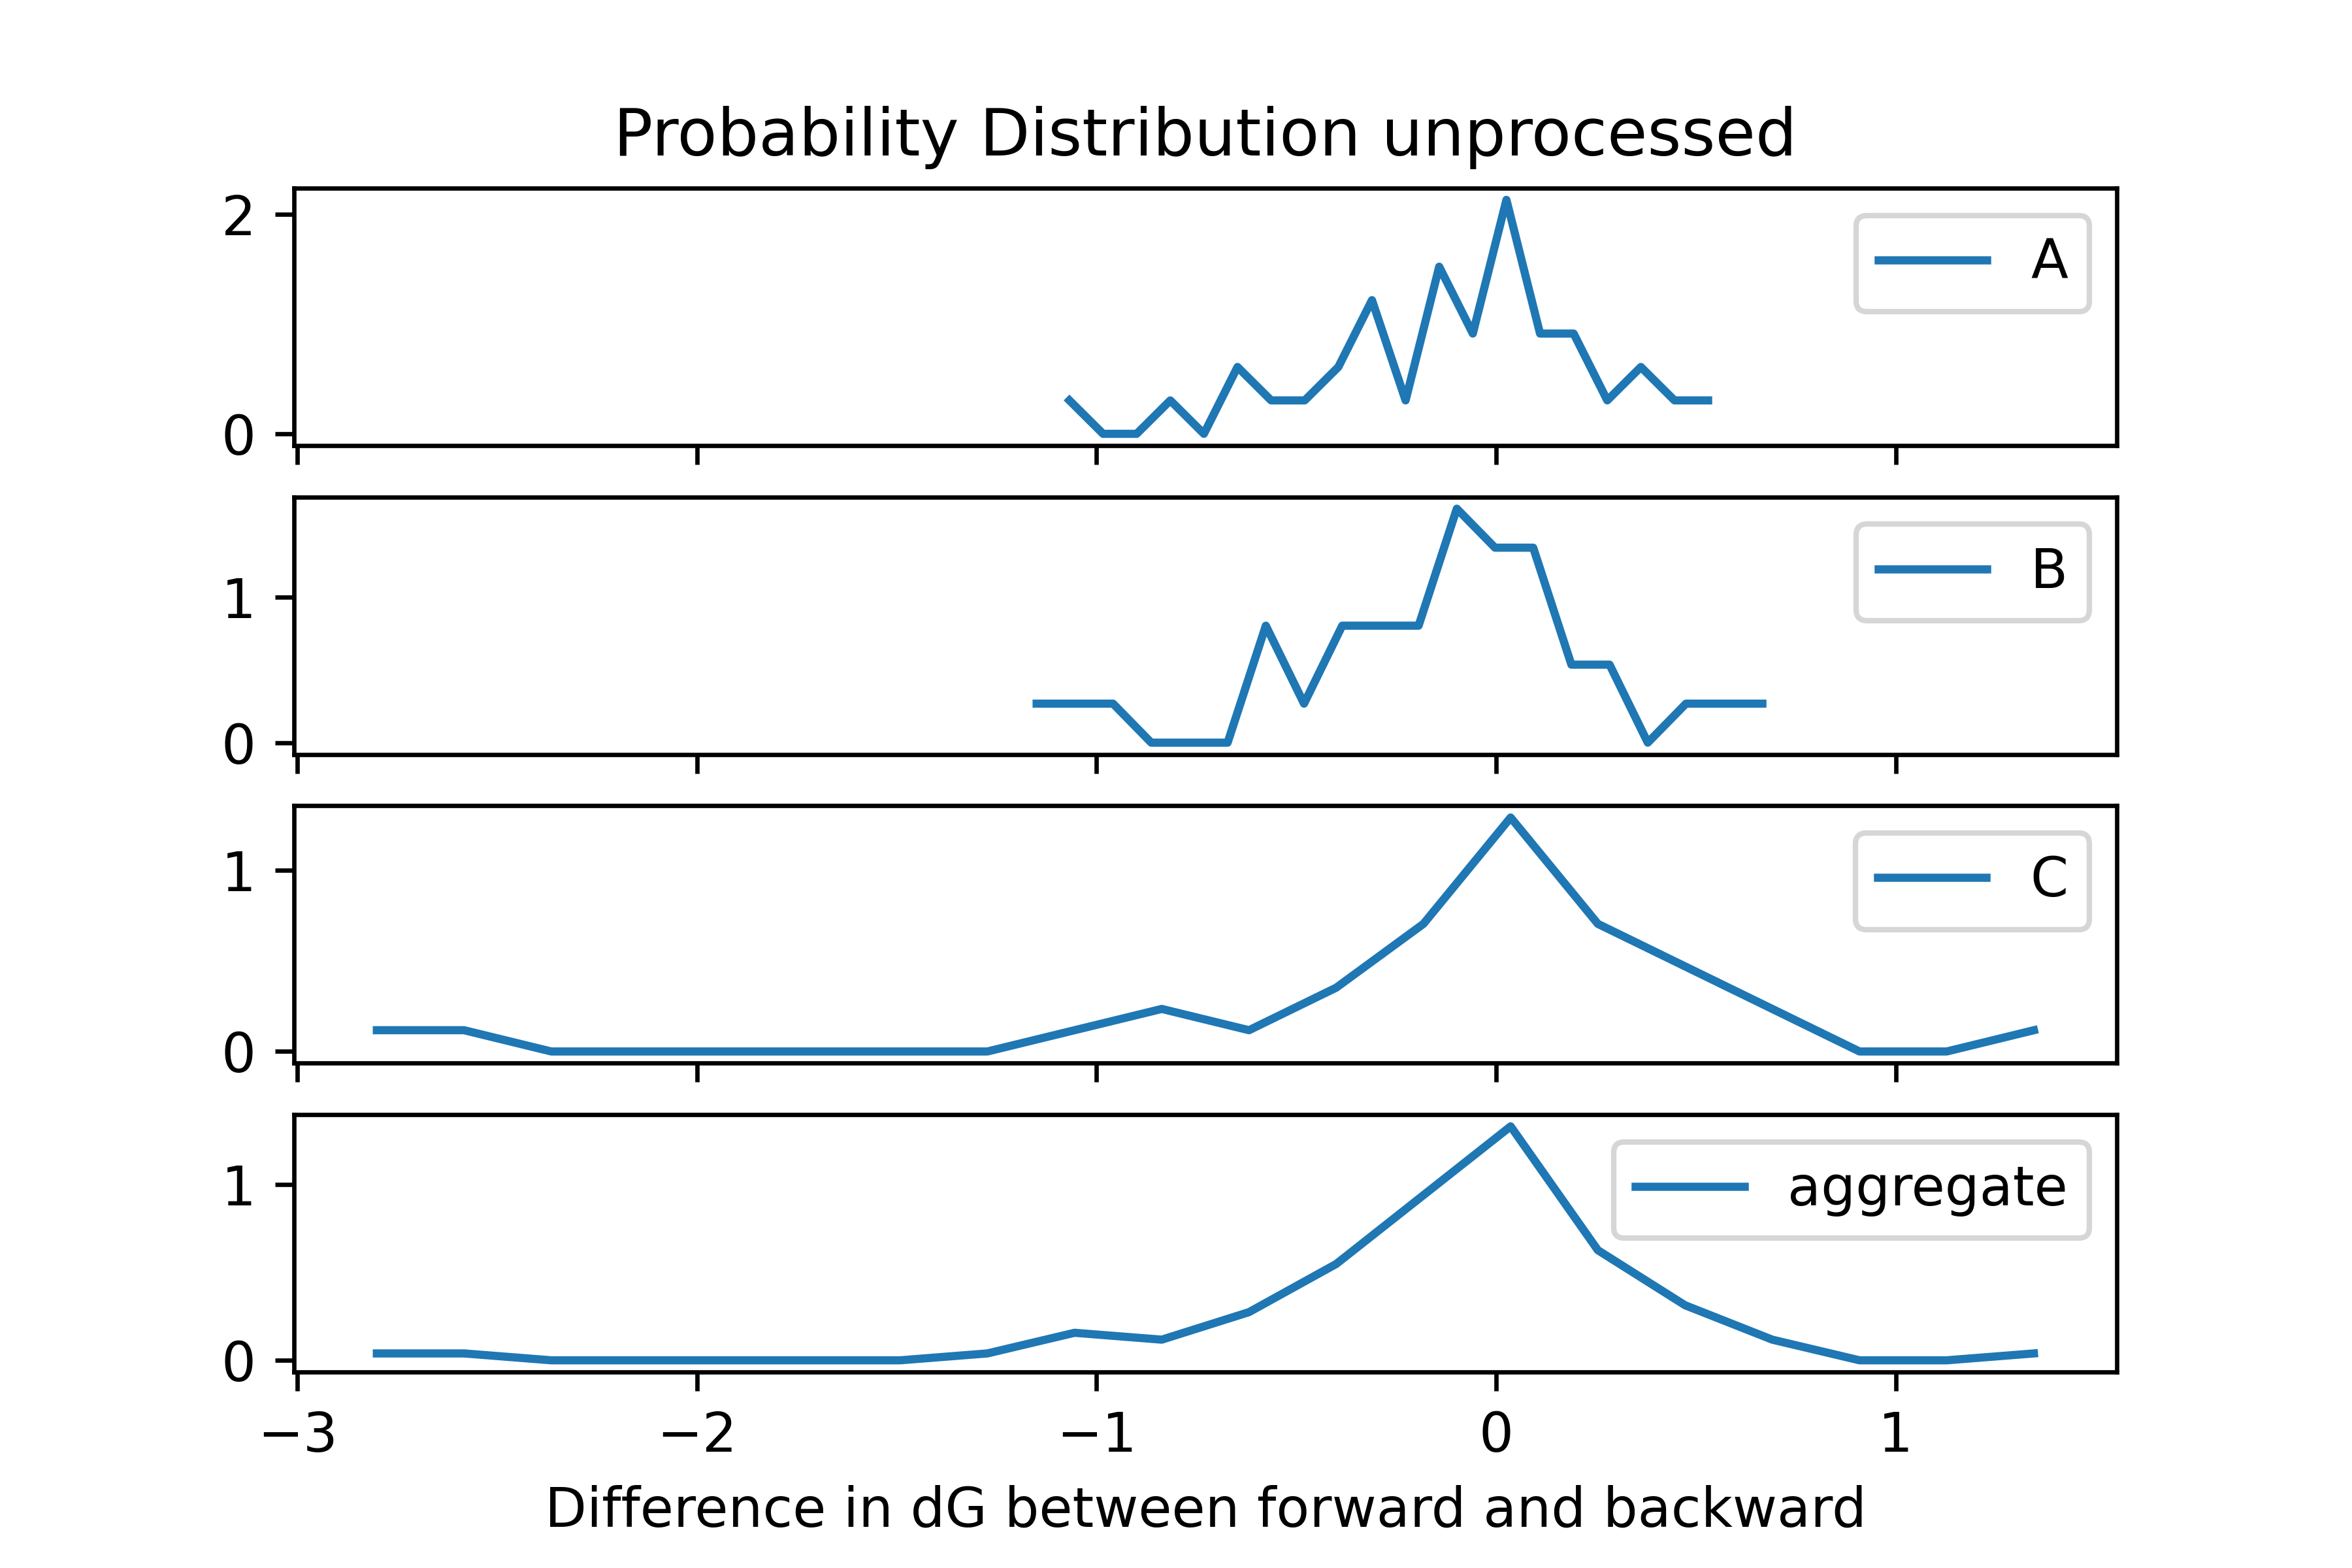 Probability Distribution unprocessed
2
0
A
1
0
B
1
0
C
1
0
aggregate
−3 −2 −1 0 1
Difference in dG between forward and backward